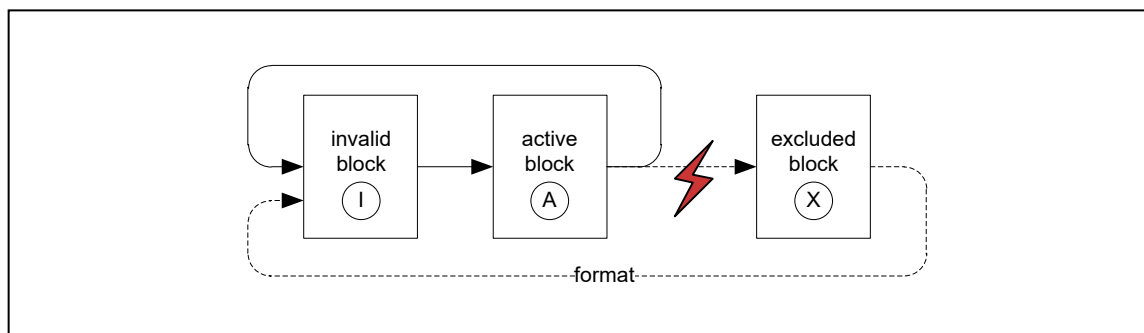 invalid
block
I
active
block
A
excluded
block
X
format